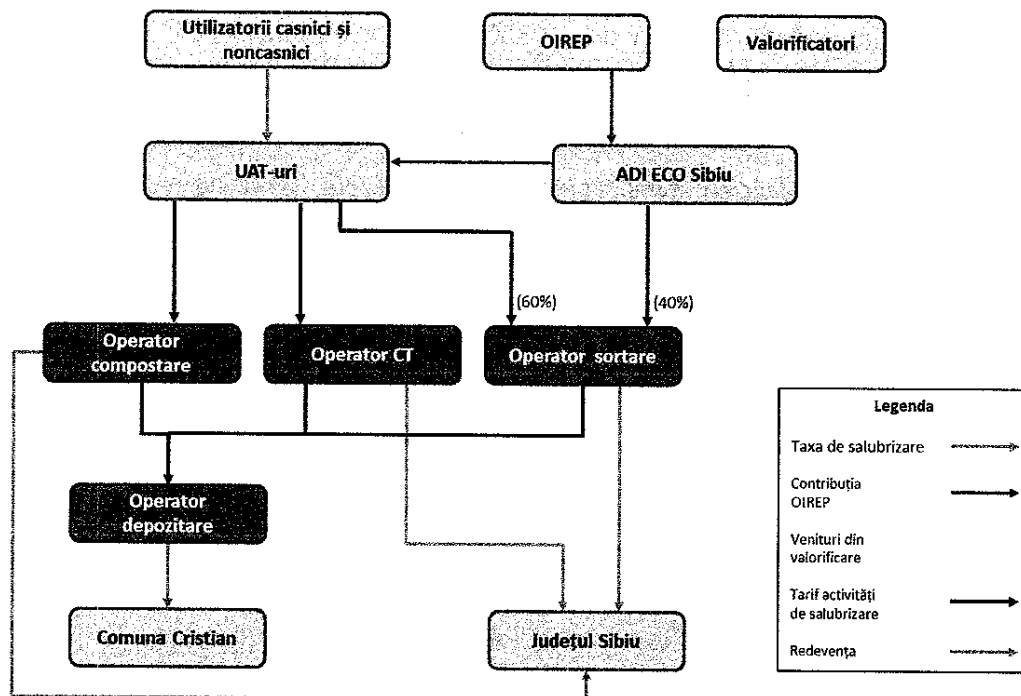 Utilizatorii casnici și
noncasnici
OIREP
Valorificatori
UAT-uri
ADI ECO Sibiu
(60%)
(40%)
Operator
compostare
Operator CT
Operator sortare
Operator
depozitare
Comuna Cristian
Județul Sibiu
Legenda
Taxa de salubrizare
Contribuția
OIREP
Venituri din
valorificare
Tarif activități
de salubrizare
Redevența